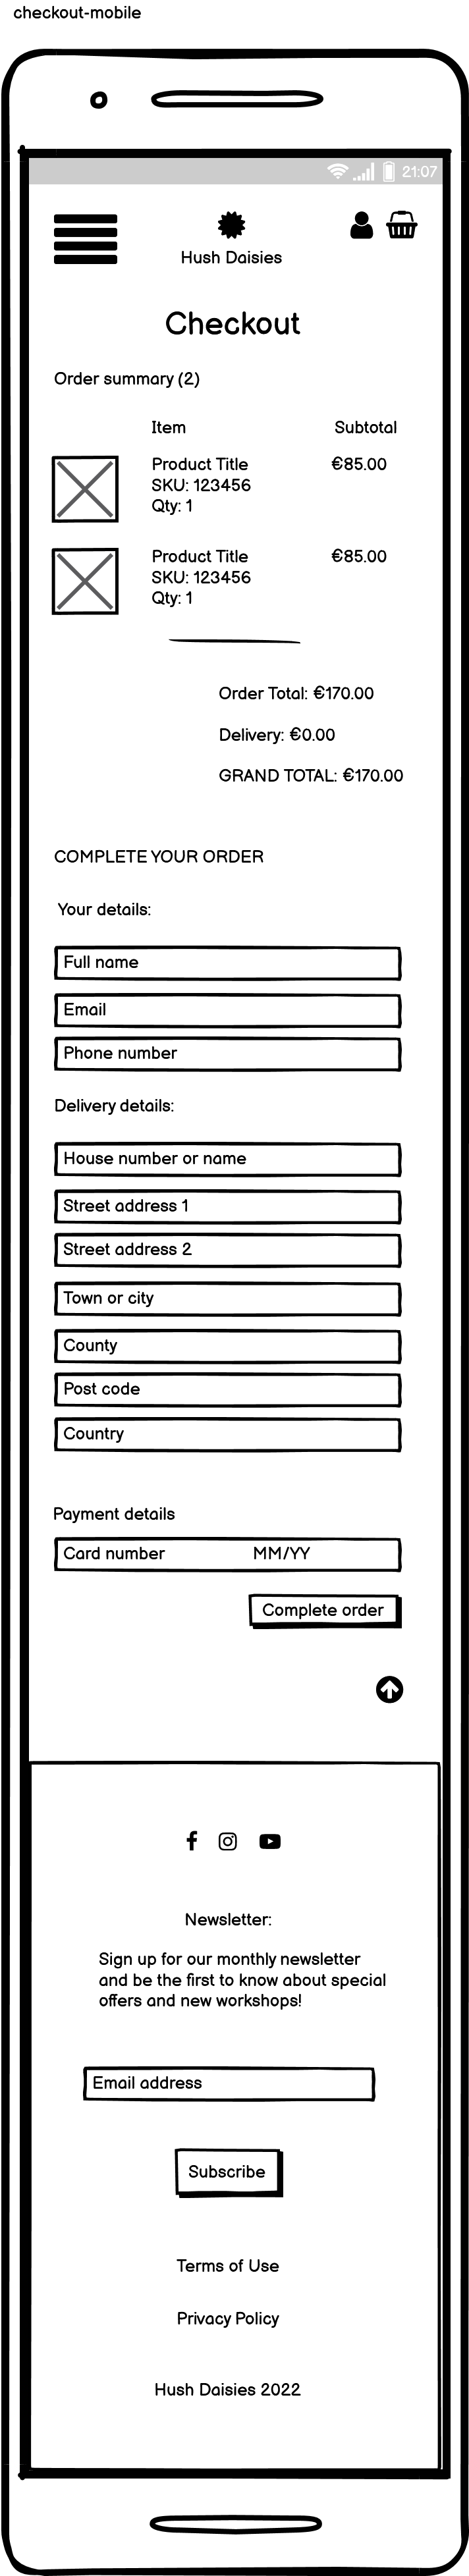 checkout-mobile
21:07
Hush Daisies
Checkout
Order summary (2)
Item Subtotal
Product Title €85.00
SKU: 123456
Qty: 1
Product Title €85.00
SKU: 123456
Qty: 1
Order Total: €170.00
Delivery: €0.00
GRAND TOTAL: €170.00
COMPLETE YOUR ORDER
Your details:
Full name
Email
Phone number
Delivery details:
House number or name
Street address 1
Street address 2
Town or city
County
Post code
Country
Payment details
Card number MM/YY
Complete order
Newsletter:
Sign up for our monthly newsletter
and be the first to know about special
offers and new workshops!
Email address
Subscribe
Terms of Use
Privacy Policy
Hush Daisies 2022